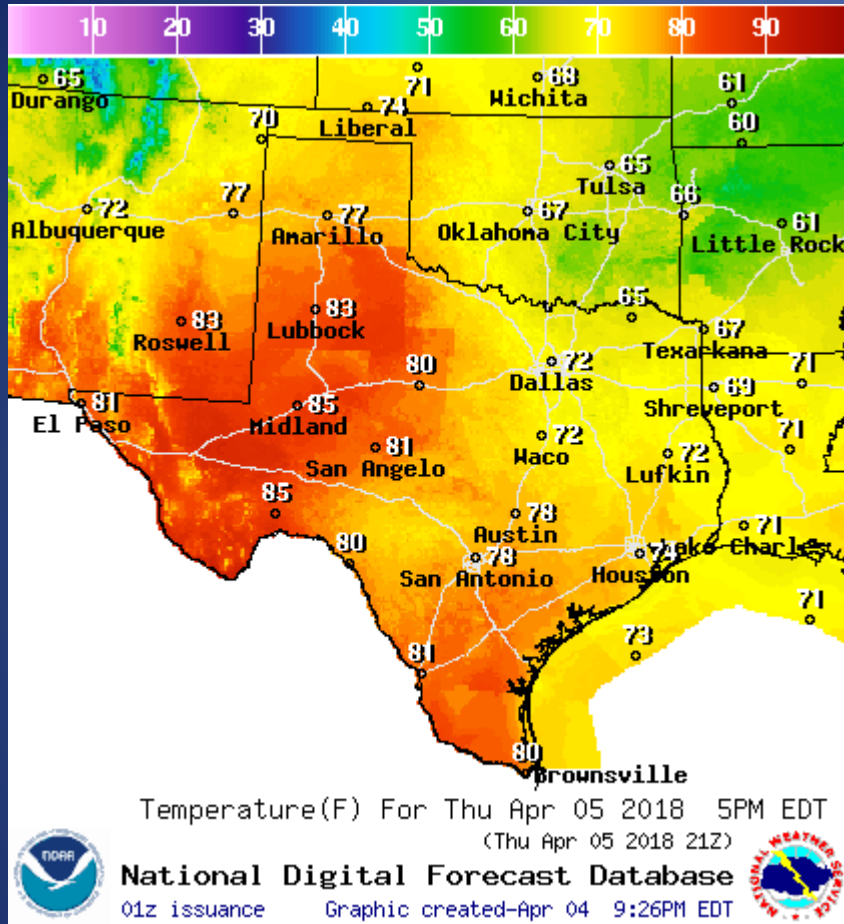 10 20 30 40 50 60 70 80 90
65 Durango
71
68 Wichita
74 Liberal
61
70
60
65 Tulsa
72 Albuquerque
77
77 Amarillo
67 Oklahoma City
66
61 Little Rock
83 Roswell
83 Lubbock
65
67 Texarkana
81 El Paso
85 Midland
80
72 Dallas
69 Shreveport
71
81 San Angelo
72 Waco
72 Lufkin
71
85
78 Austin
71 Lake Charles
80
78 San Antonio
74 Houston
71
73
81
80 Brownsville
Temperature(F) For Thu Apr 05 2018 5PM EDT
(Thu Apr 05 2018 21Z)
National Digital Forecast Database
01z issuance Graphic created-Apr 04 9:26PM EDT
NOAA
NATIONAL WEATHER SERVICE